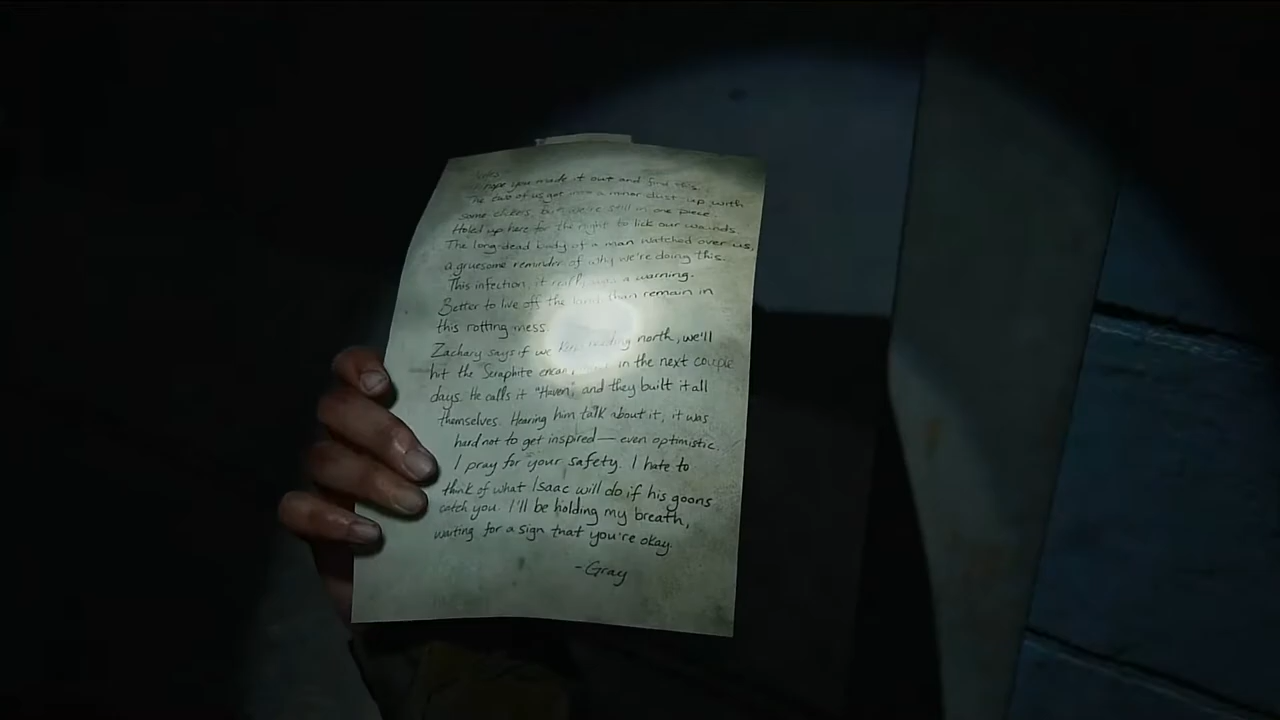 I hope you made it out and find this.
The two of us got into a minor dust-up with
some clickers, but we're still in one piece.
Holed up here for the night to lick our wounds.
The long-dead body of a man watched over us,
a gruesome reminder of why we're doing this.
This infection, it really a warning.
Better to live off the land than remain in
this rotting mess.
Zachary says if we keep heading north, we'll
hit the Seraphite in the next couple
days. He calls it "Haven," and they built it all
themselves. Hearing him talk about it, it was
hard not to get inspired — even optimistic.
I pray for your safety. I hate to
think of what Isaac will do if his goons
catch you. I'll be holding my breath,
waiting for a sign that you're okay.
-Gray